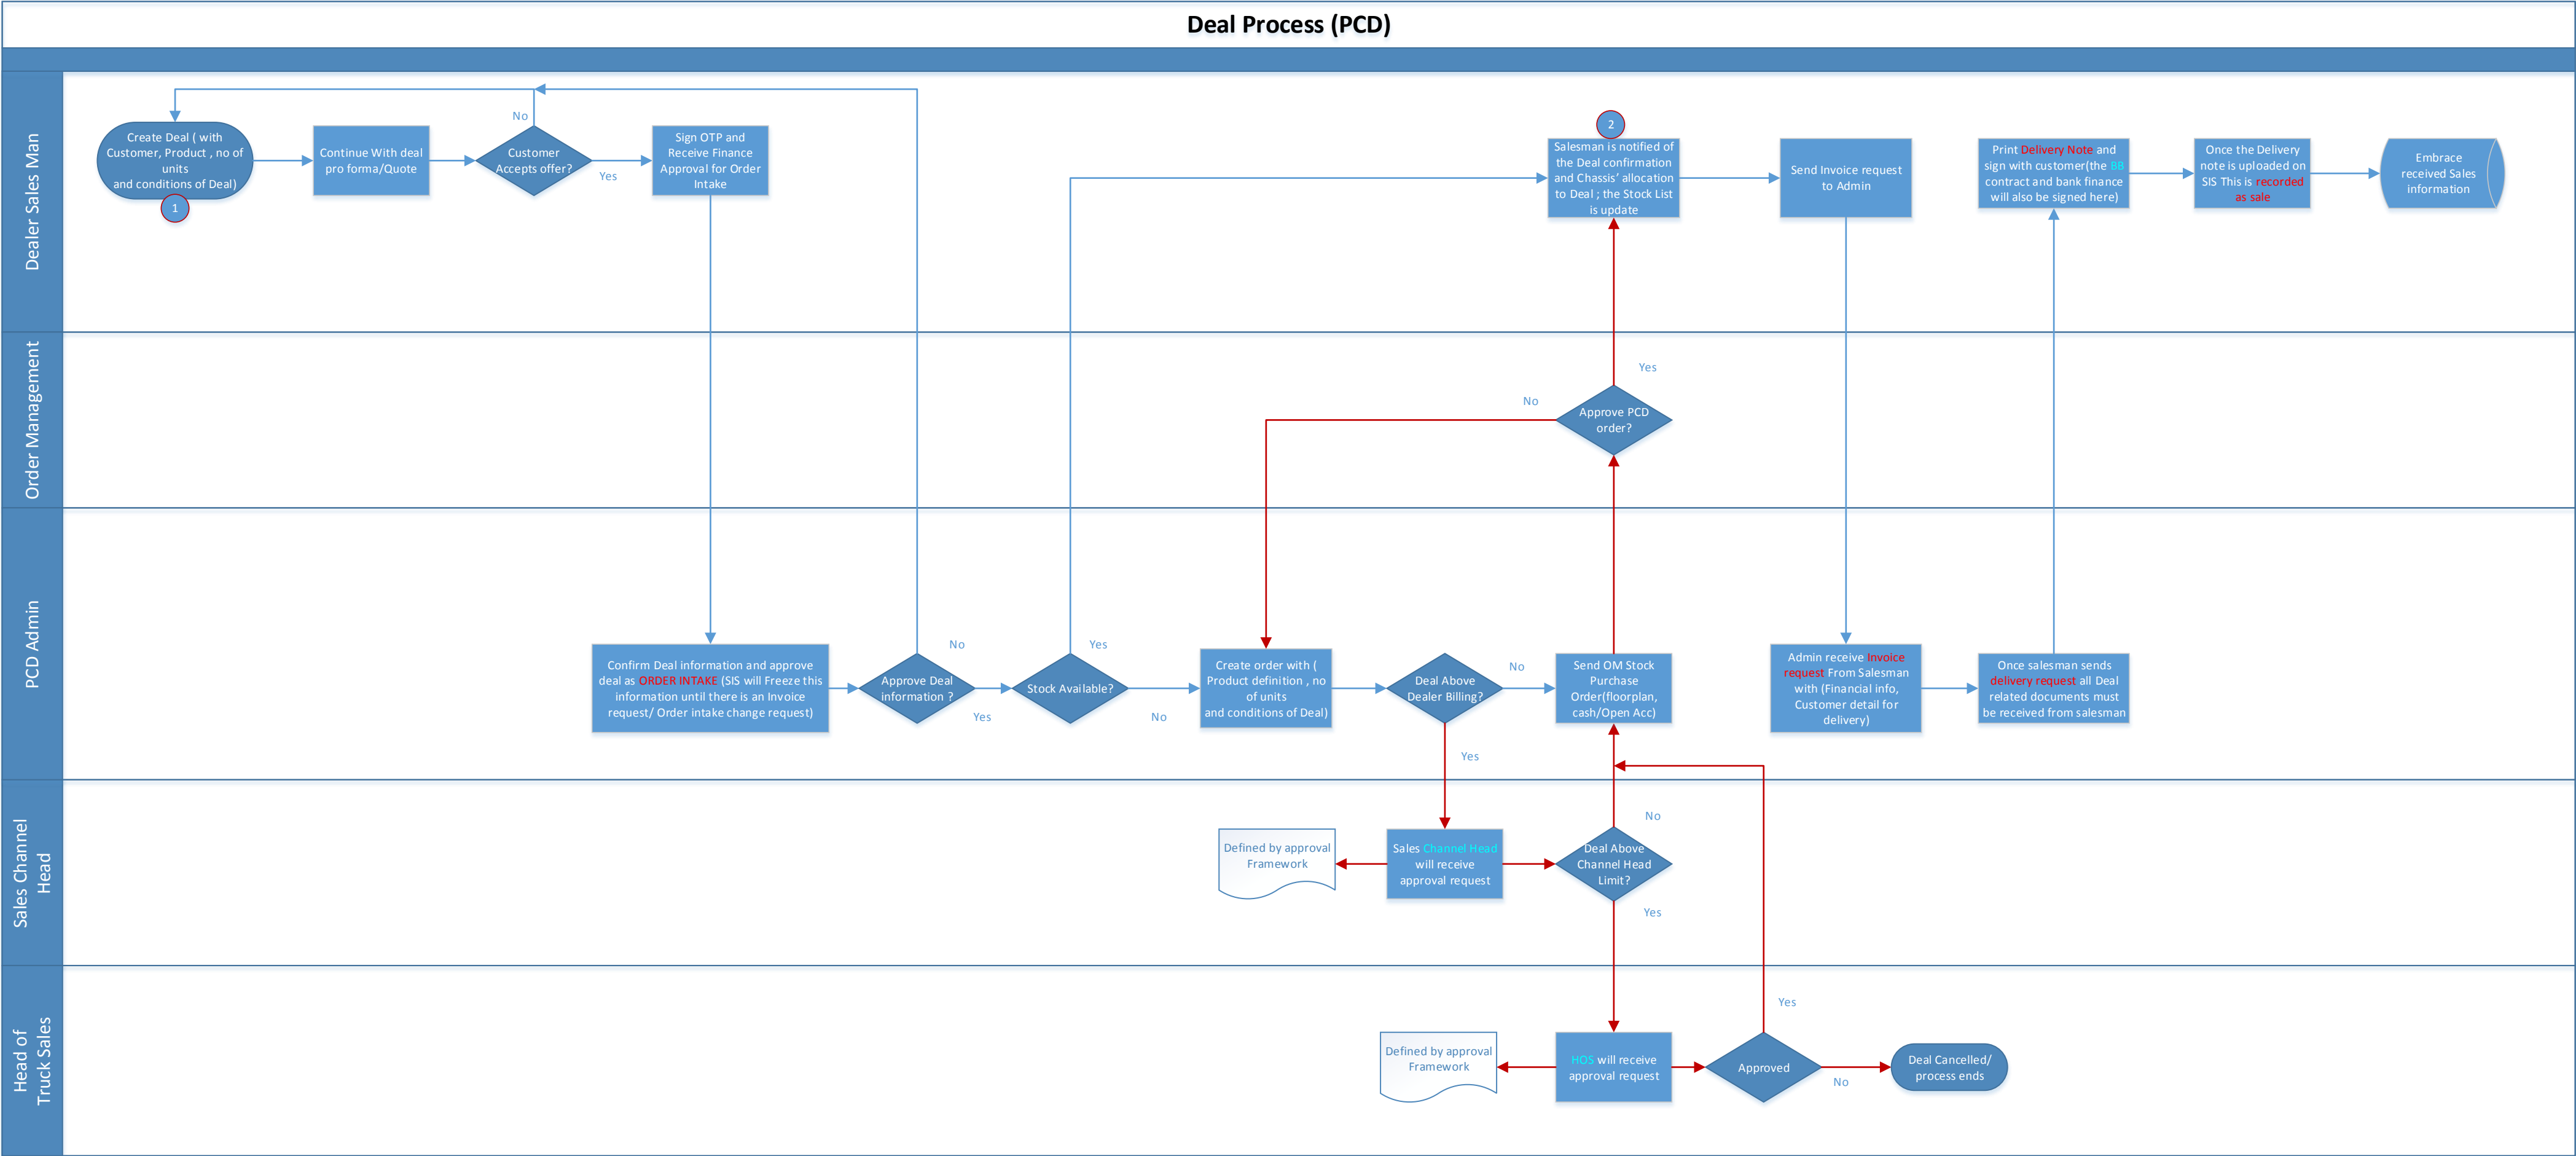 Deal Process (PCD)
Dealer Sales Man
Create Deal ( with
Customer, Product , no of
units
and conditions of Deal)
1
Continue With deal
pro forma/Quote
No
Customer
Accepts offer?
Yes
Sign OTP and
Receive Finance
Approval for Order
Intake
2
Salesman is notified of
the Deal confirmation
and Chassis’ allocation
to Deal ; the Stock List
is update
Send Invoice request
to Admin
Print Delivery Note and
sign with customer(the BB
contract and bank finance
will also be signed here)
Once the Delivery
note is uploaded on
SIS This is recorded
as sale
Embrace
received Sales
information
Order Management
Yes
No
Approve PCD
order?
PCD Admin
Confirm Deal information and approve
deal as ORDER INTAKE (SIS will Freeze this
information until there is an Invoice
request/ Order intake change request)
No
Approve Deal
information ?
Yes
Yes
Stock Available?
No
Create order with (
Product definition , no
of units
and conditions of Deal)
Deal Above
Dealer Billing?
No
Yes
Send OM Stock
Purchase
Order(floorplan,
cash/Open Acc)
Admin receive Invoice
request From Salesman
with (Financial info,
Customer detail for
delivery)
Once salesman sends
delivery request all Deal
related documents must
be received from salesman
Sales Channel
Head
Defined by approval
Framework
Sales Channel Head
will receive
approval request
No
Deal Above
Channel Head
Limit?
Yes
Head of
Truck Sales
Defined by approval
Framework
HOS will receive
approval request
Yes
Approved
No
Deal Cancelled/
process ends